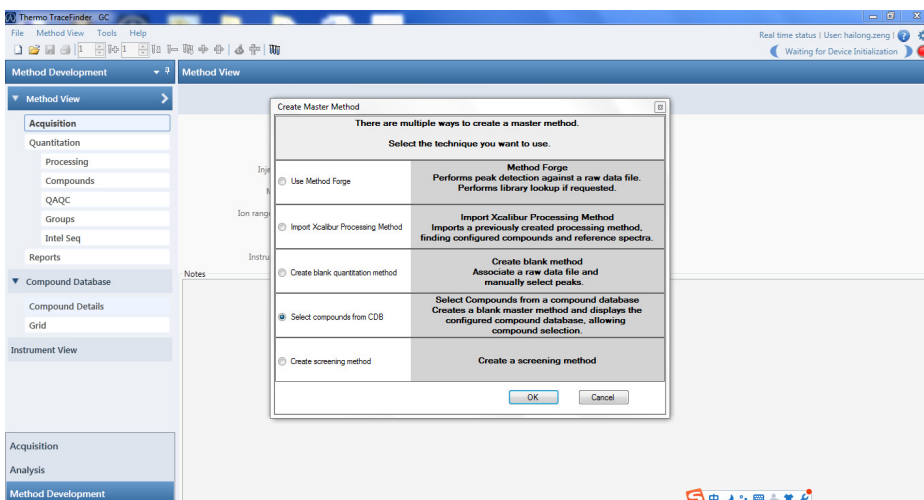 Thermo TraceFinder GC
File Method View Tools Help
Real time status | User: hailong.zeng |
1 1
Waiting for Device Initialization
Method Development
Method View
Method View
Acquisition
Quantitation
Processing
Compounds
QAQC
Groups
Intel Seq
Reports
Compound Database
Compound Details
Grid
Instrument View
Acquisition
Analysis
Method Development
Inje
Ion rang
Instru
Notes
Create Master Method
There are multiple ways to create a master method.
Select the technique you want to use.
Use Method Forge
Method Forge
Performs peak detection against a raw data file.
Performs library lookup if requested.
Import Xcalibur Processing Method
Import Xcalibur Processing Method
Imports a previously created processing method,
finding configured compounds and reference spectra.
Create blank quantitation method
Create blank method
Associate a raw data file and
manually select peaks.
Select compounds from CDB
Select Compounds from a compound database
Creates a blank master method and displays the
configured compound database, allowing
compound selection.
Create screening method
Create a screening method
OK Cancel
中